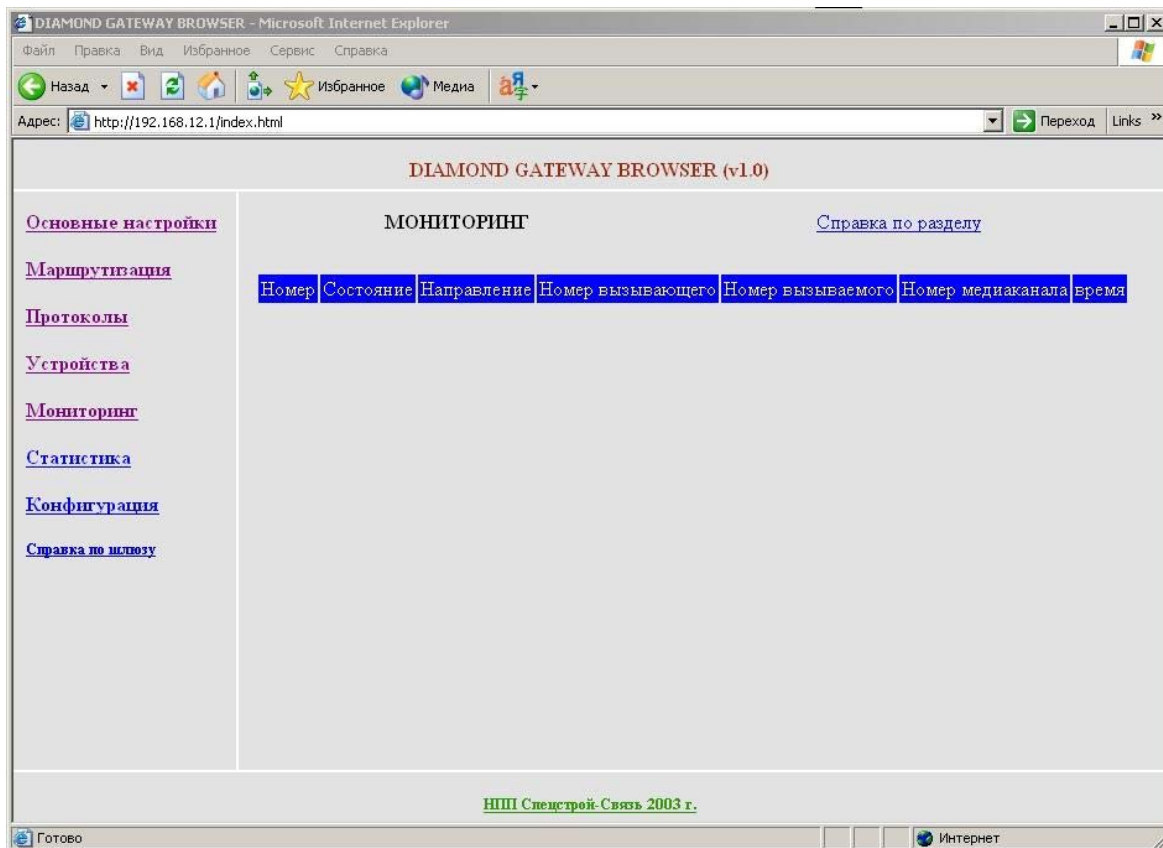 DIAMOND GATEWAY BROWSER - Microsoft Internet Explorer
Файл Правка Вид Избранное Сервис Справка
Назад Избранное Медиа
Адрес: http://192.168.12.1/index.html Переход Links »
DIAMOND GATEWAY BROWSER (v1.0)
Основные настройки
Маршрутизация
Протоколы
Устройства
Мониторинг
Статистика
Конфигурация
Справка по шлюзу
МОНИТОРИНГ Справка по разделу
Номер Состояние Направление Номер вызывающего Номер вызываемого Номер медиаканала время
НПП Спецстрой-Связь 2003 г.
Готово Интернет